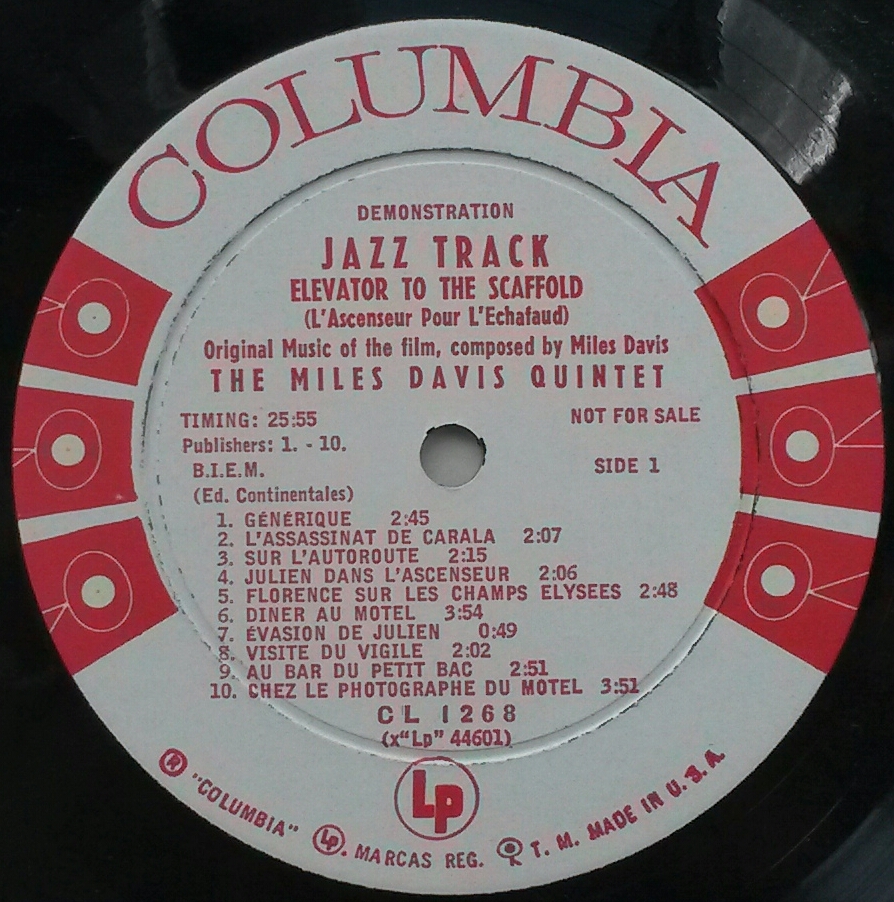 COLUMBIA
DEMONSTRATION
JAZZ TRACK
ELEVATOR TO THE SCAFFOLD
(L'Ascenseur Pour L'Echafaud)
Original Music of the film, composed by Miles Davis
THE MILES DAVIS QUINTET
TIMING: 25:55 NOT FOR SALE
Publishers: 1. - 10.
B.I.E.M. SIDE 1
(Ed. Continentales)
1. GÉNÉRIQUE 2:45
2. L'ASSASSINAT DE CARALA 2:07
3. SUR L'AUTOROUTE 2:15
4. JULIEN DANS L'ASCENSEUR 2:06
5. FLORENCE SUR LES CHAMPS ELYSEES 2:48
6. DINER AU MOTEL 3:54
7. ÉVASION DE JULIEN 0:49
8. VISITE DU VIGILE 2:02
9. AU BAR DU PETIT BAC 2:51
10. CHEZ LE PHOTOGRAPHE DU MOTEL 3:51
CL 1268
(x"Lp" 44601)
Lp
® "COLUMBIA" Lp. MARCAS REG. T. M. MADE IN U. S. A.